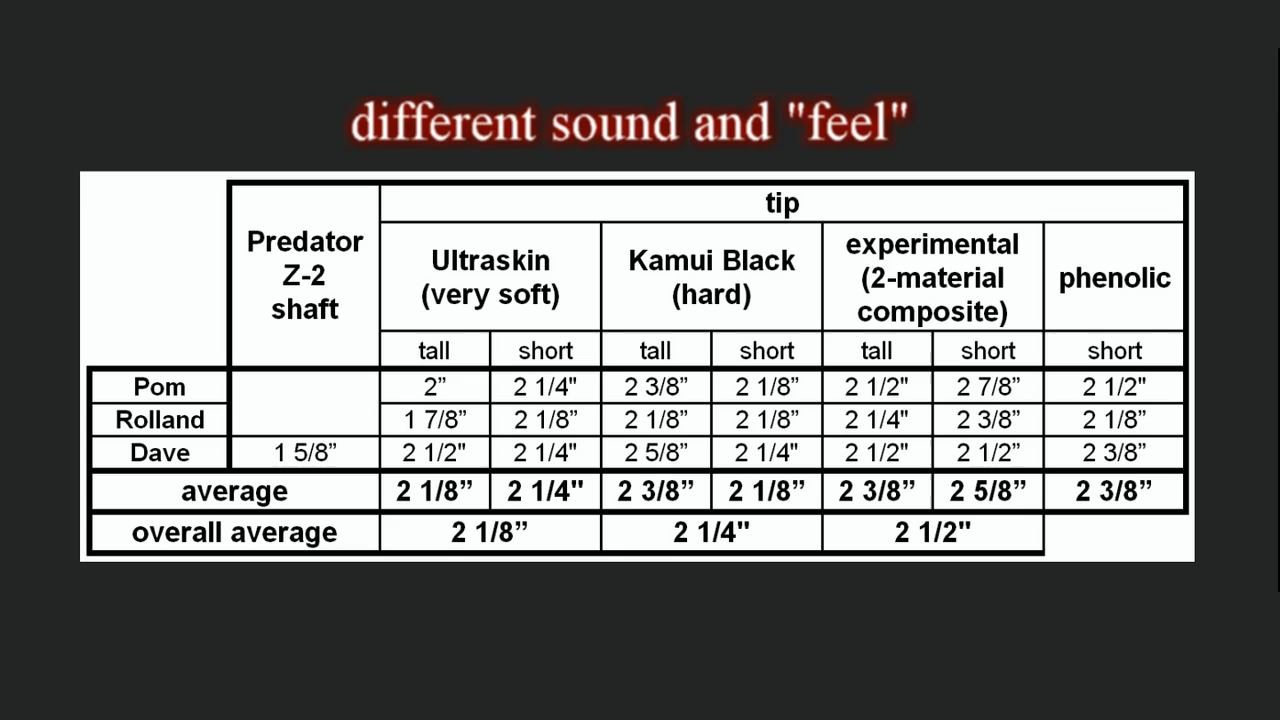 different sound and "feel"
tip
Predator Z-2 shaft
Ultraskin (very soft)
Kamui Black (hard)
experimental (2-material composite)
phenolic
tall short tall short tall short short
Pom 2” 2 1/4" 2 3/8” 2 1/8” 2 1/2" 2 7/8” 2 1/2"
Rolland 1 7/8” 2 1/8” 2 1/8” 2 1/8” 2 1/4" 2 3/8” 2 1/8”
Dave 1 5/8” 2 1/2" 2 1/4" 2 5/8” 2 1/4" 2 1/2" 2 1/2” 2 3/8”
average 2 1/8” 2 1/4" 2 3/8” 2 1/8” 2 3/8” 2 5/8” 2 3/8”
overall average 2 1/8” 2 1/4" 2 1/2"